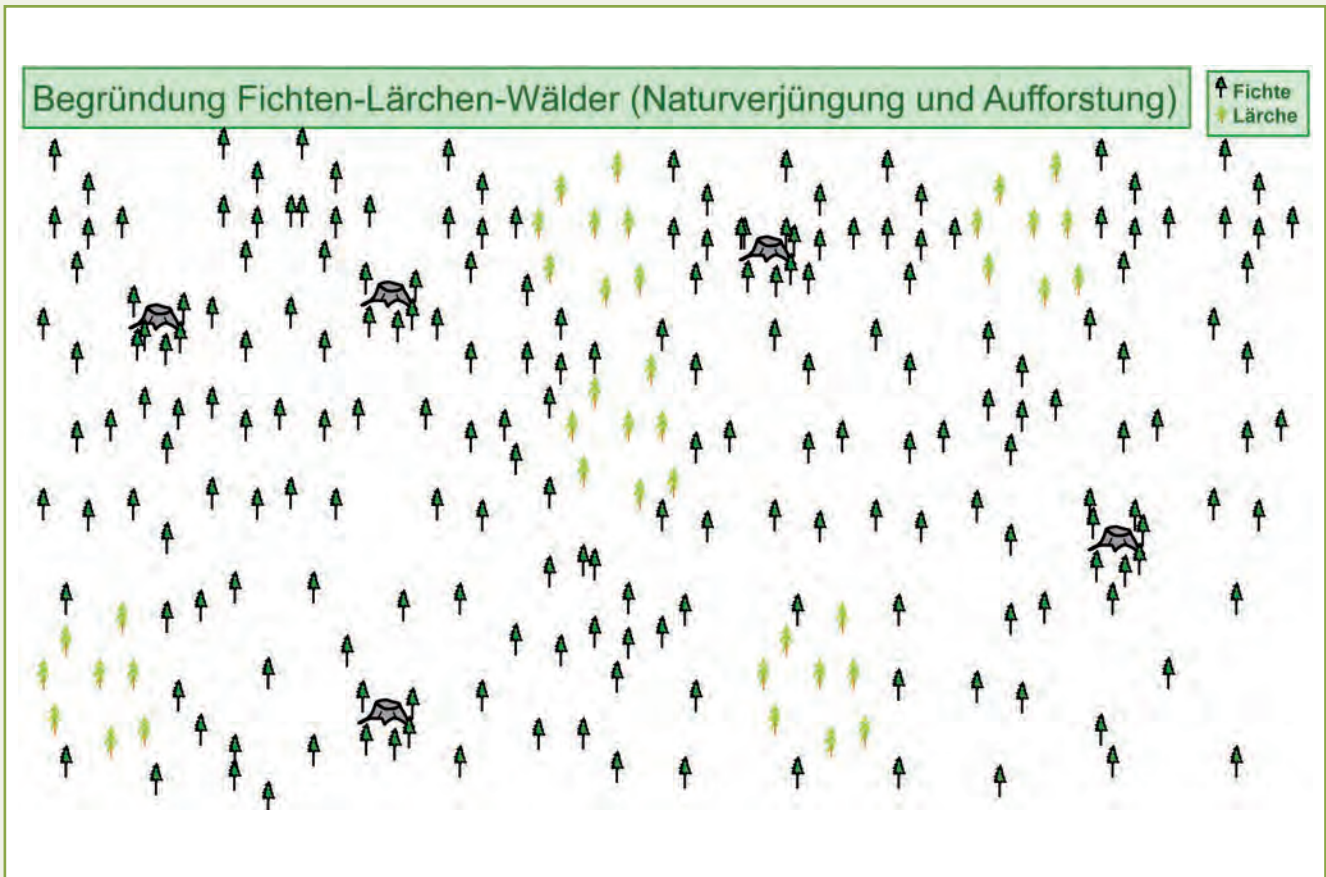 Begründung Fichten-Lärchen-Wälder (Naturverjüngung und Aufforstung)
Fichte
Lärche